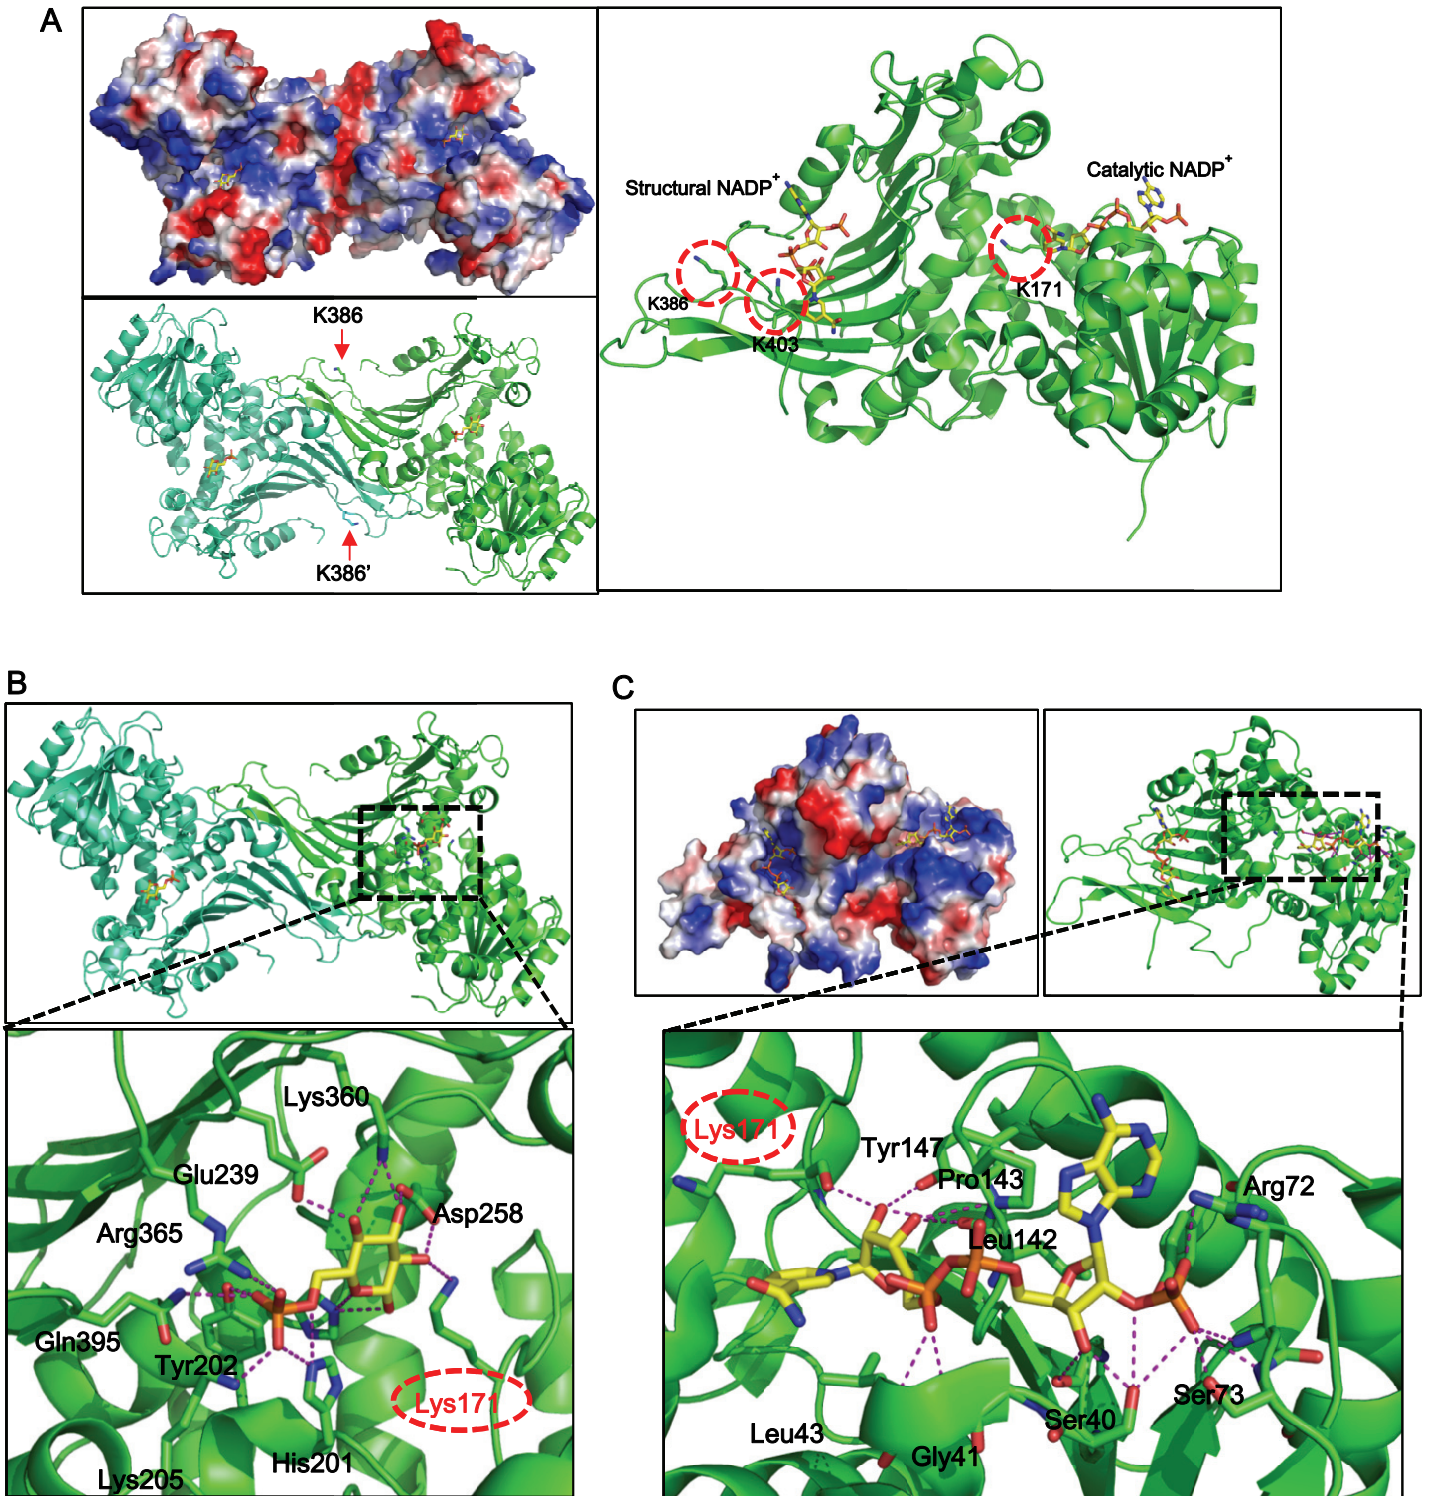 A
Structural NADP+
Catalytic NADP+
K386
K403
K171
K386
K386’
B
C
Lys360
Glu239
Asp258
Arg365
Gln395
Tyr202
Lys171
His201
Lys205
Lys171
Tyr147
Pro143
Arg72
Leu142
Ser73
Ser40
Leu43
Gly41